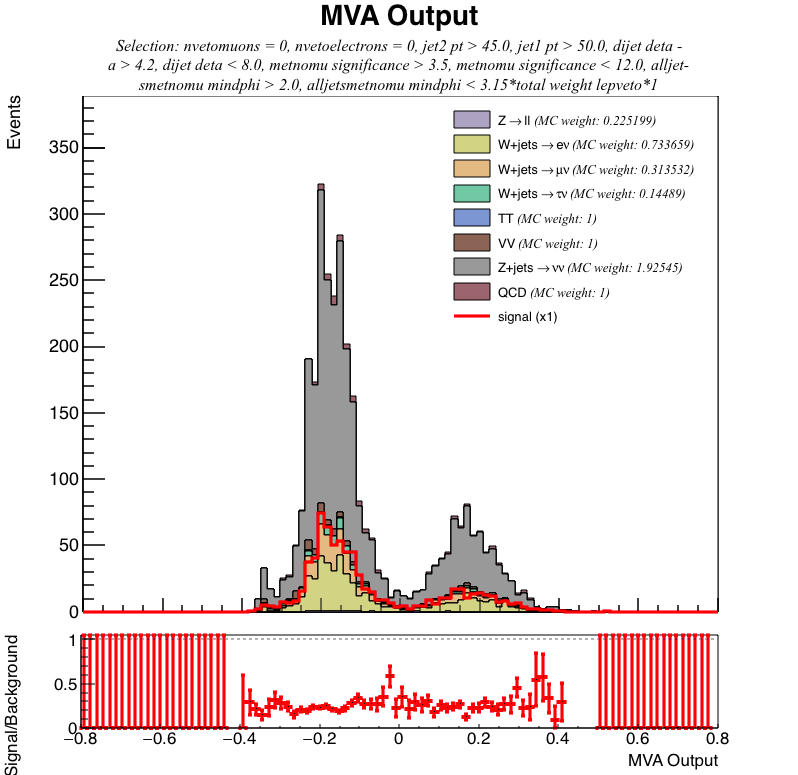 MVA Output
Selection: nvetomuons = 0, nvetoelectrons = 0, jet2 pt > 45.0, jet1 pt > 50.0, dijet deta -
a > 4.2, dijet deta < 8.0, metnomu significance > 3.5, metnomu significance < 12.0, alljet-
smetnomu mindphi > 2.0, alljetsmetnomu mindphi < 3.15*total weight lepveto*1
Events
350
300
250
200
150
100
50
0
Z→ll (MC weight: 0.225199)
W+jets→eν (MC weight: 0.733659)
W+jets→μν (MC weight: 0.313532)
W+jets→τν (MC weight: 0.14489)
TT (MC weight: 1)
VV (MC weight: 1)
Z+jets→νν (MC weight: 1.92545)
QCD (MC weight: 1)
signal (x1)
Signal/Background
1
0.5
0
−0.8 −0.6 −0.4 −0.2 0 0.2 0.4 0.6 0.8
MVA Output